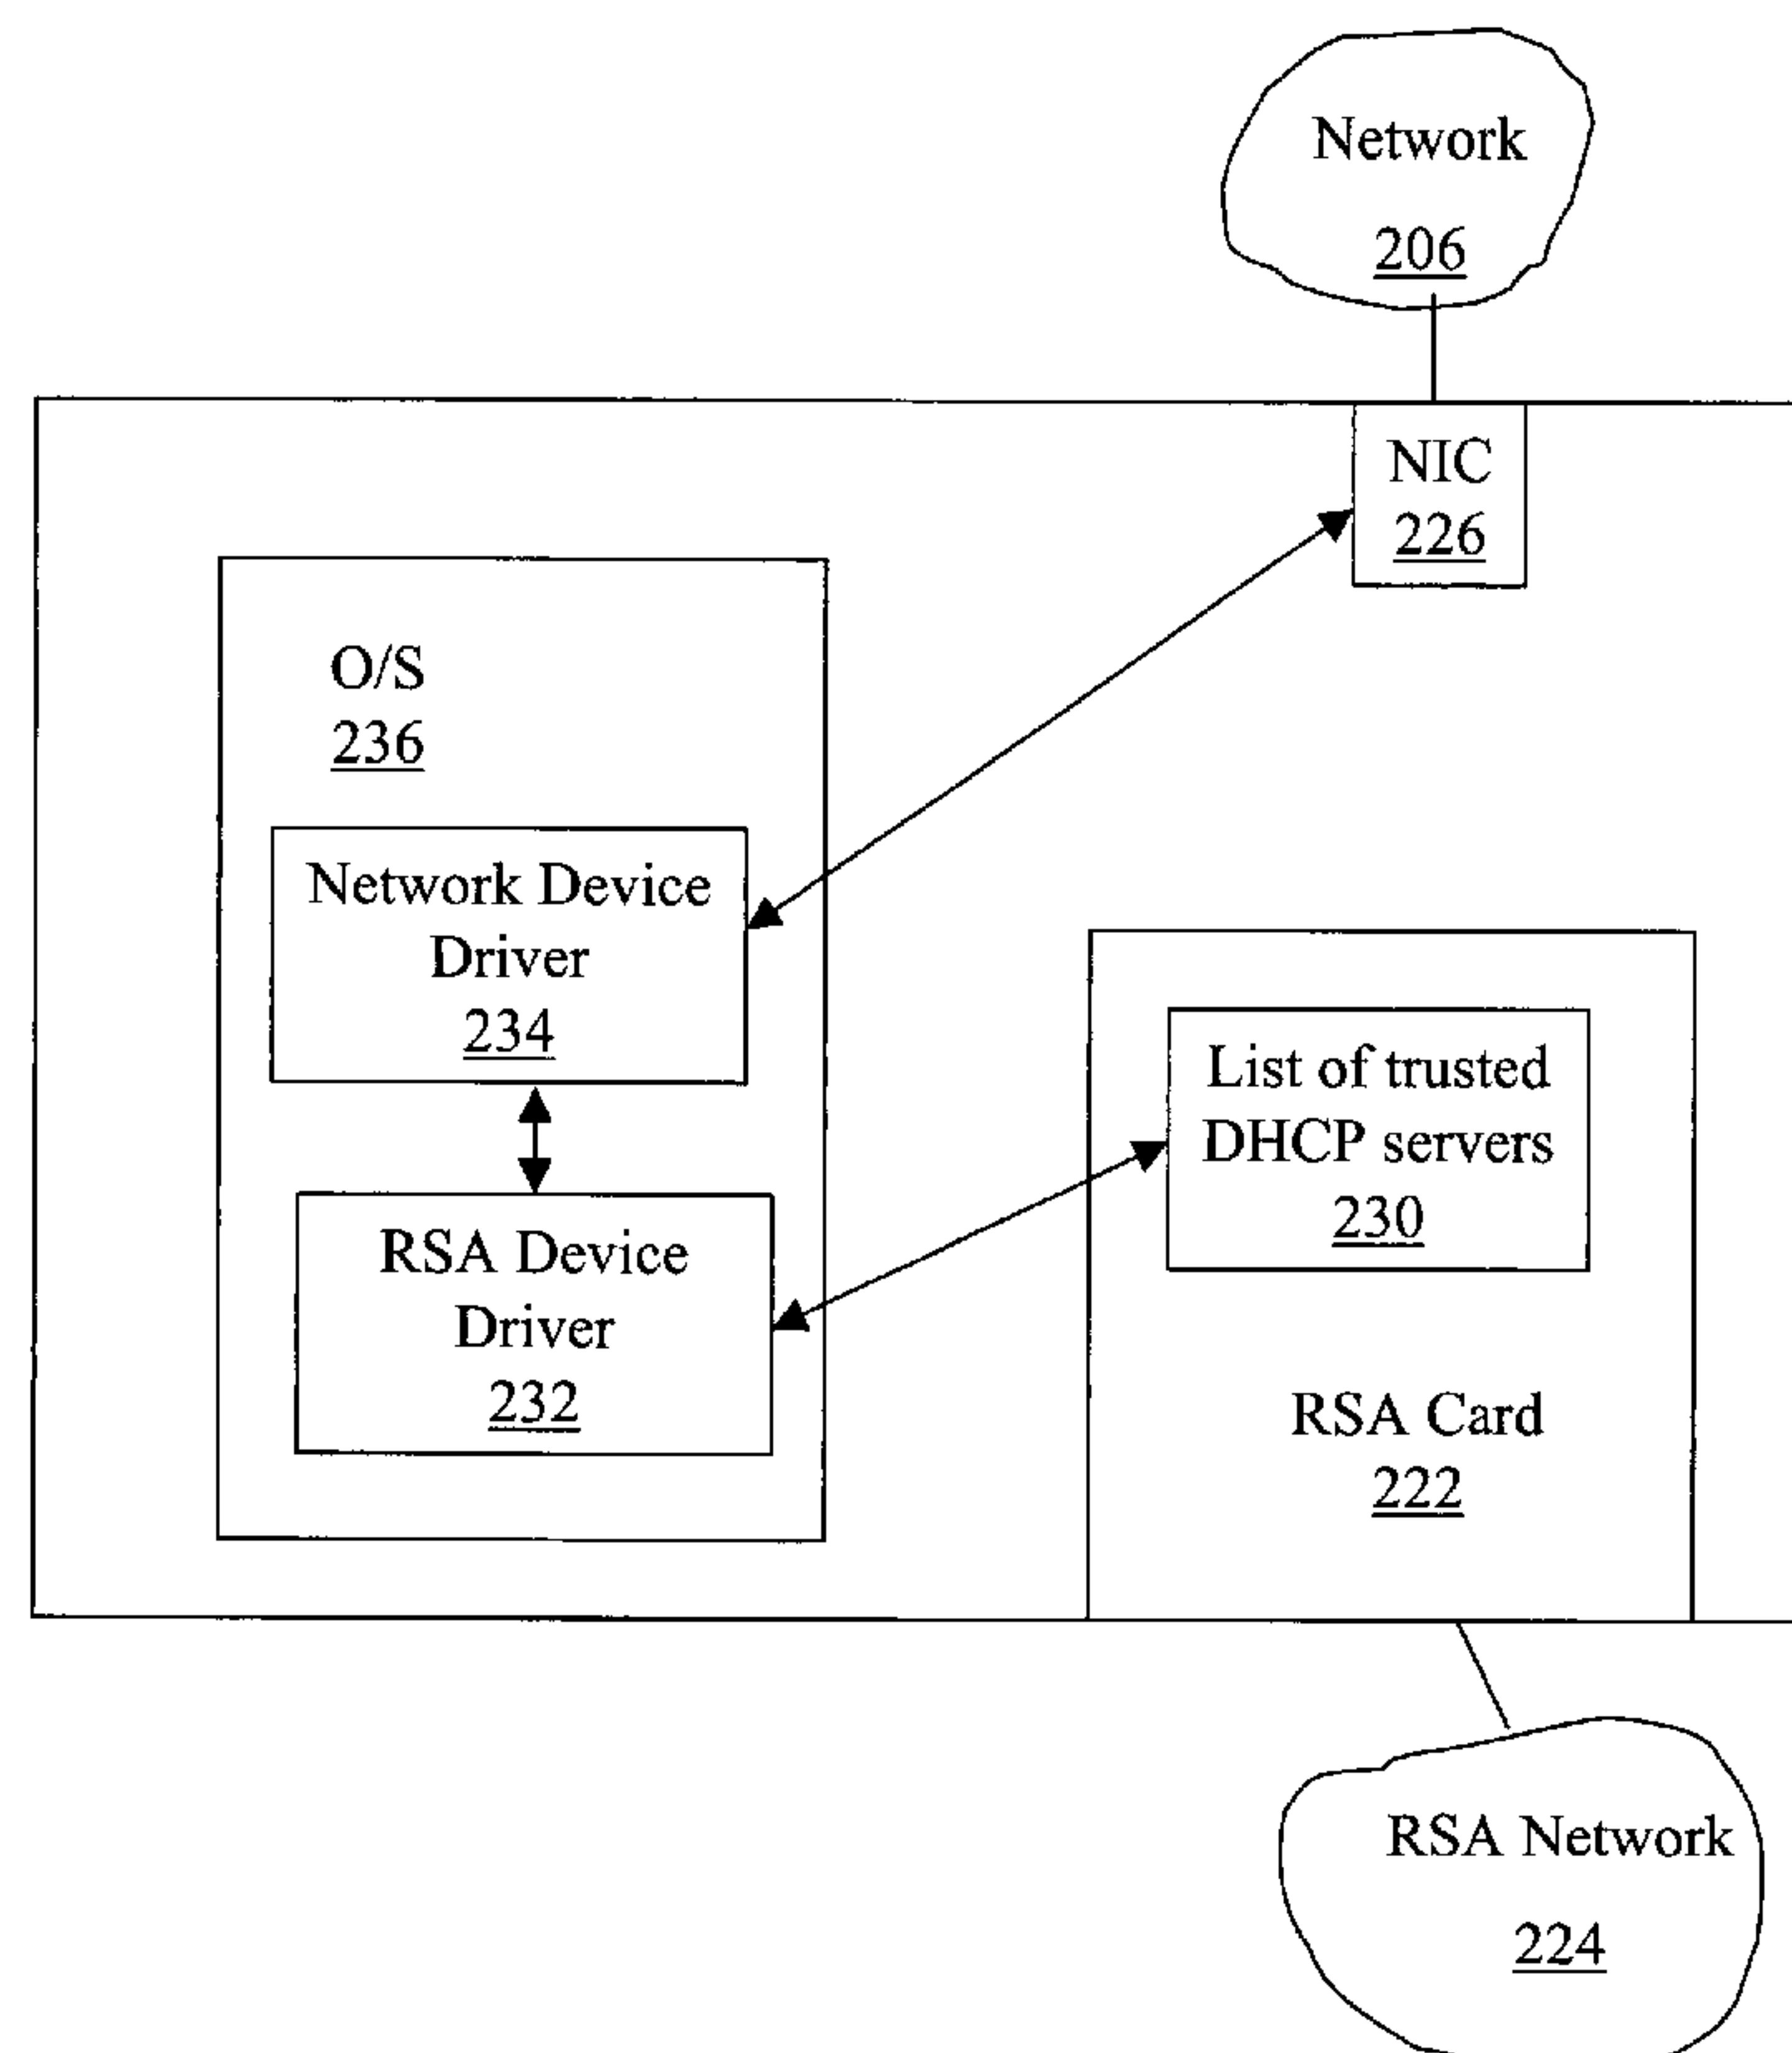 Network
206
NIC
226
O/S
236
Network Device
Driver
234
List of trusted
DHCP servers
230
RSA Device
Driver
232
RSA Card
222
RSA Network
224